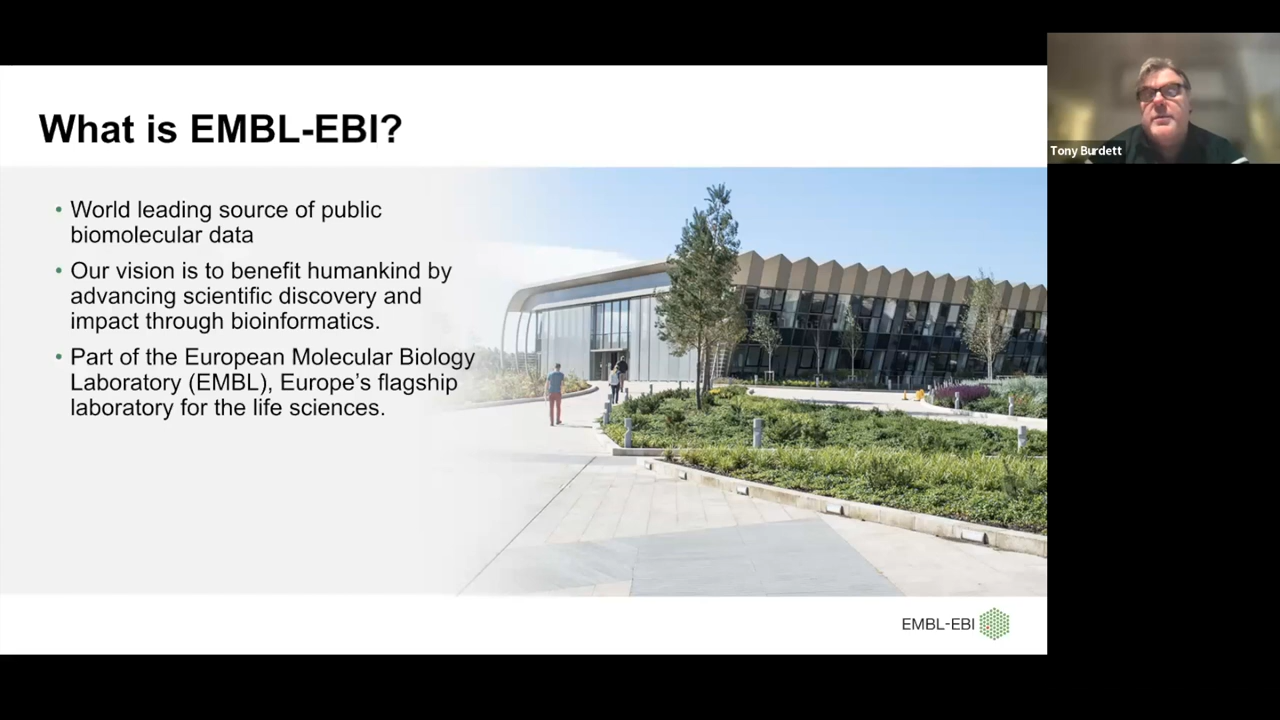 What is EMBL-EBI?
• World leading source of public
biomolecular data
• Our vision is to benefit humankind by
advancing scientific discovery and
impact through bioinformatics.
• Part of the European Molecular Biology
Laboratory (EMBL), Europe’s flagship
laboratory for the life sciences.
EMBL-EBI
Tony Burdett